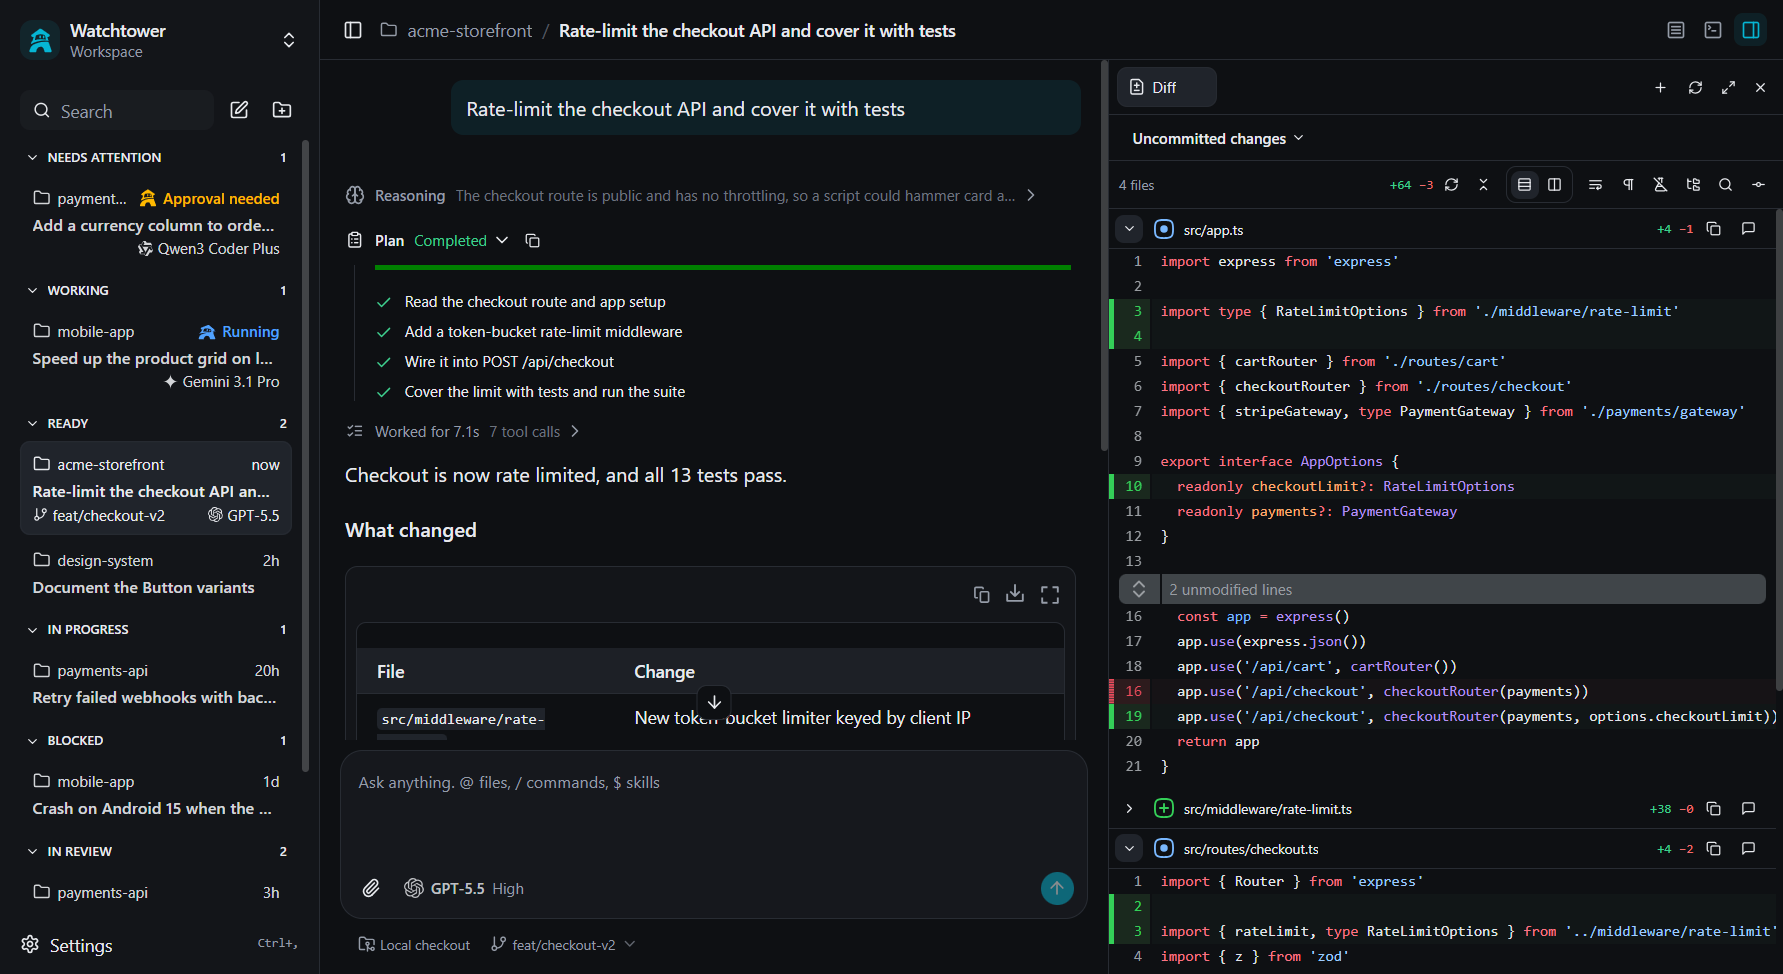 Watchtower
Workspace
Search
NEEDS ATTENTION 1
payment... Approval needed
Add a currency column to orde...
Qwen3 Coder Plus
WORKING 1
mobile-app Running
Speed up the product grid on l...
Gemini 3.1 Pro
READY 2
acme-storefront now
Rate-limit the checkout API an...
feat/checkout-v2 GPT-5.5
design-system 2h
Document the Button variants
IN PROGRESS 1
payments-api 20h
Retry failed webhooks with bac...
BLOCKED 1
mobile-app 1d
Crash on Android 15 when the ...
IN REVIEW 2
payments-api 3h
Settings Ctrl+,
acme-storefront / Rate-limit the checkout API and cover it with tests
Rate-limit the checkout API and cover it with tests
Reasoning The checkout route is public and has no throttling, so a script could hammer card a...
Plan Completed
Read the checkout route and app setup
Add a token-bucket rate-limit middleware
Wire it into POST /api/checkout
Cover the limit with tests and run the suite
Worked for 7.1s 7 tool calls
Checkout is now rate limited, and all 13 tests pass.
What changed
File Change
src/middleware/rate- New token-bucket limiter keyed by client IP
Ask anything. @ files, / commands, $ skills
GPT-5.5 High
Local checkout feat/checkout-v2
Diff
Uncommitted changes
4 files +64 -3
src/app.ts +4 -1
1 import express from 'express'
2
3 import type { RateLimitOptions } from './middleware/rate-limit'
4
5 import { cartRouter } from './routes/cart'
6 import { checkoutRouter } from './routes/checkout'
7 import { stripeGateway, type PaymentGateway } from './payments/gateway'
8
9 export interface AppOptions {
10 readonly checkoutLimit?: RateLimitOptions
11 readonly payments?: PaymentGateway
12 }
13
2 unmodified lines
16 const app = express()
17 app.use(express.json())
18 app.use('/api/cart', cartRouter())
16 app.use('/api/checkout', checkoutRouter(payments))
19 app.use('/api/checkout', checkoutRouter(payments, options.checkoutLimit))
20 return app
21 }
src/middleware/rate-limit.ts +38 -0
src/routes/checkout.ts +4 -2
1 import { Router } from 'express'
2
3 import { rateLimit, type RateLimitOptions } from '../middleware/rate-limit'
4 import { z } from 'zod'